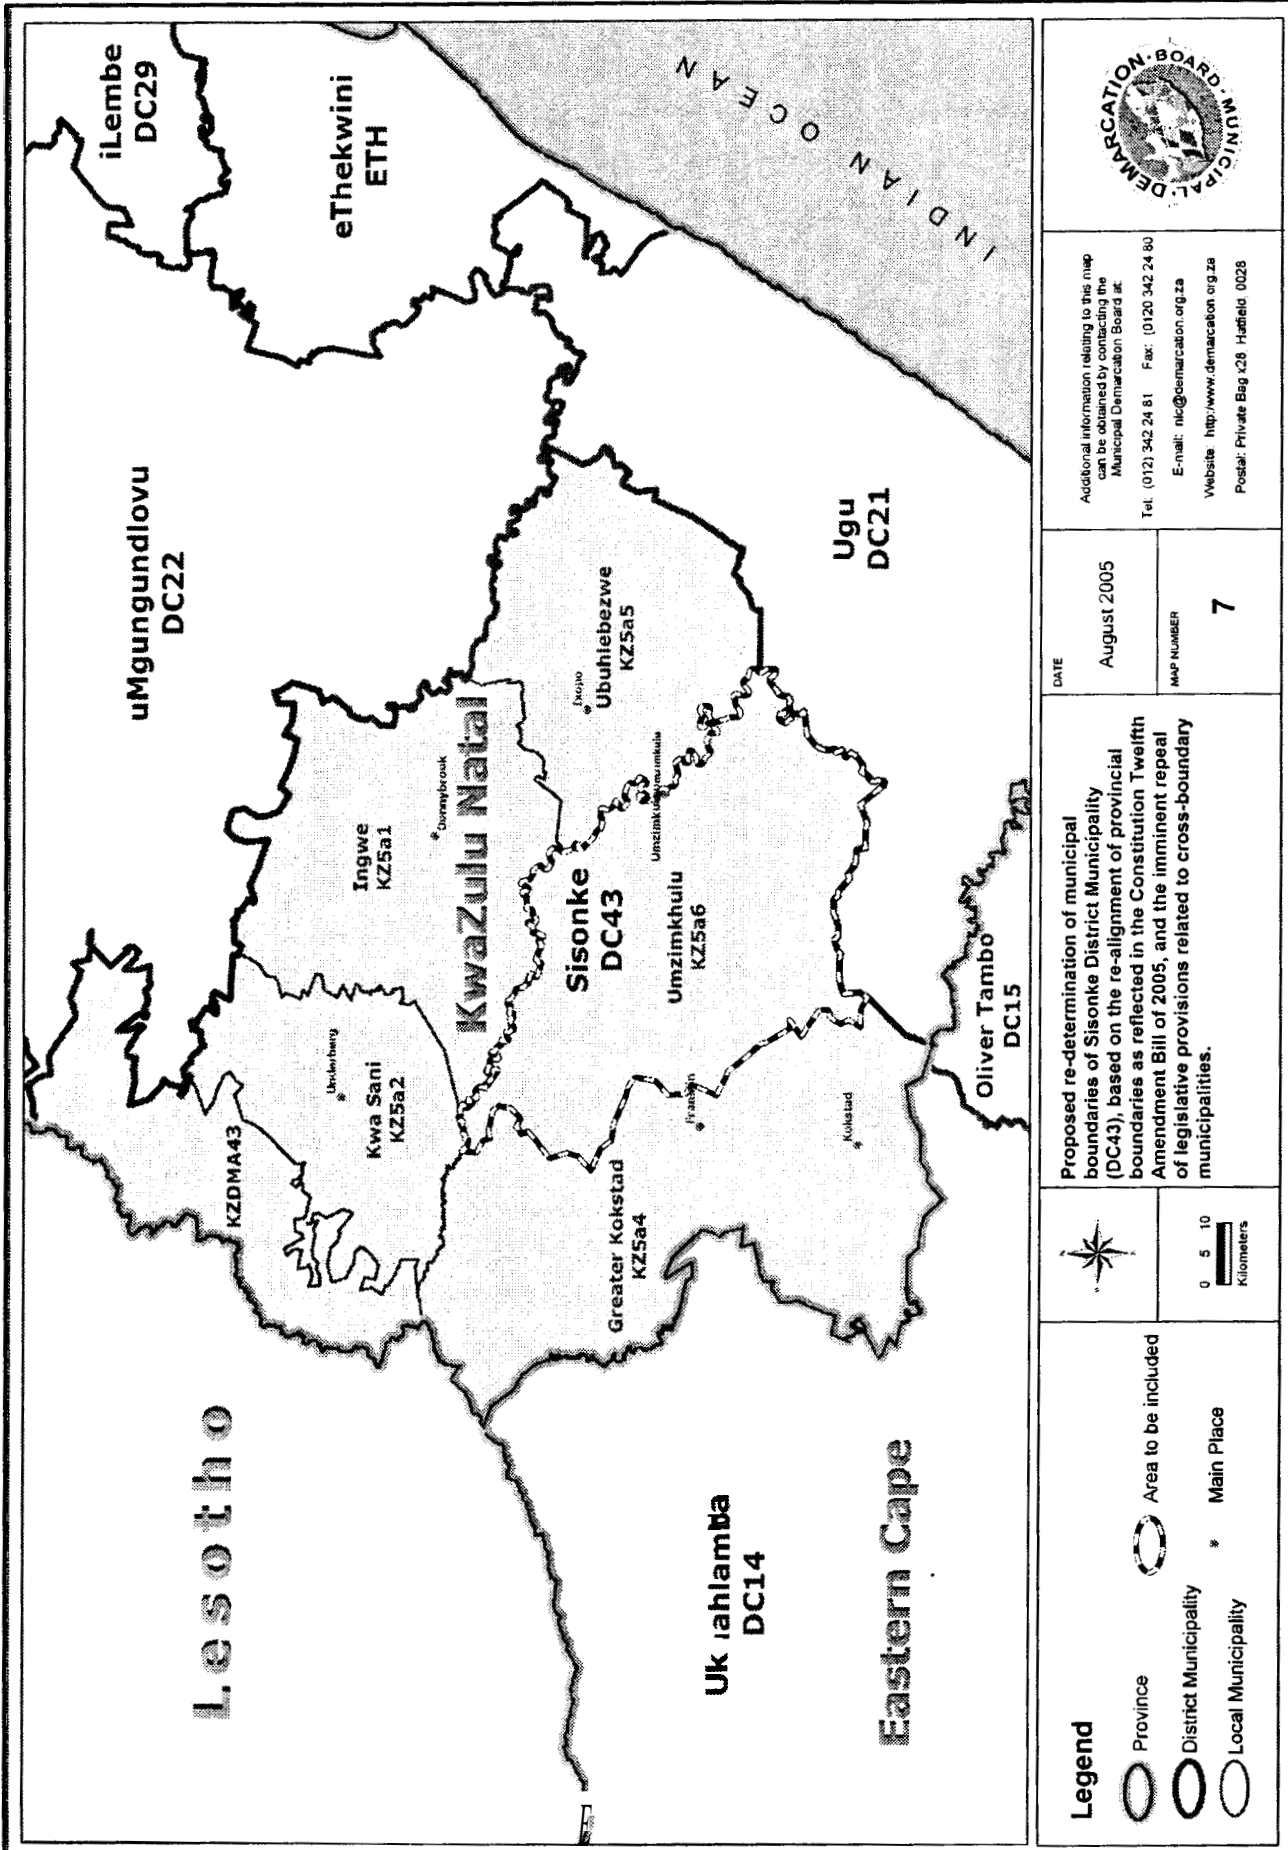 Lesotho
KZDMA43
Underberg
Kwa Sani
KZ5a2
Ingwe
KZ5a1
Donnybrook
KwaZulu Natal
uMgungundlovu
DC22
iLembe
DC29
eThekwini
ETH
INDIAN OCEAN
Sisonke
DC43
Ixopo
Ubuhlebezwe
KZ5a5
Umzimkhulu
KZ5a6
Greater Kokstad
KZ5a4
Franklin
Kokstad
Ugu
DC21
DC14
Eastern Cape
Oliver Tambo
DC15
Legend
Province
District Municipality
Local Municipality
Area to be included
Main Place
0 5 10
Kilometers
Proposed re-determination of municipal
boundaries of Sisonke District Municipality
(DC43), based on the re-alignment of provincial
boundaries as reflected in the Constitution Twelfth
Amendment Bill of 2005, and the imminent repeal
of legislative provisions related to cross-boundary
municipalities.
DATE
August 2005
MAP NUMBER
7
Additional information relating to this map
can be obtained by contacting the
Municipal Demarcation Board at:
Tel: (012) 342 24 81 Fax: (0120 342 24 80
E-mail: nic@demarcation.org.za
Website: http:/www.demarcation.org.za
Postal: Private Bag x28, Hatfield, 0028
MUNICIPAL · DEMARCATION · BOARD ·